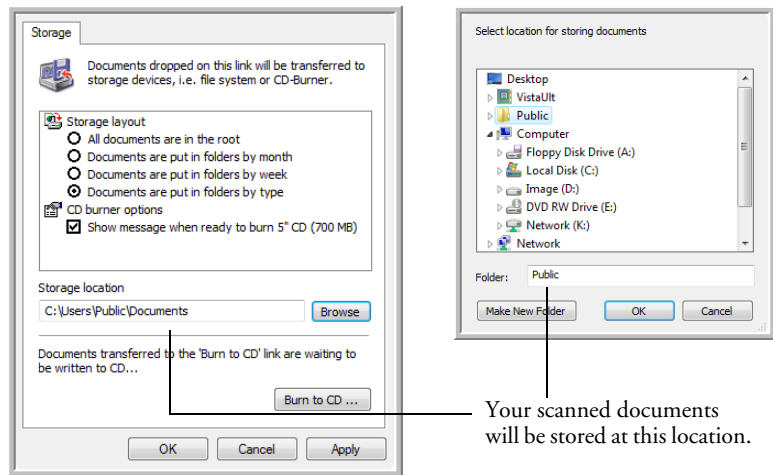 Storage
Documents dropped on this link will be transferred to
storage devices, i.e. file system or CD-Burner.
Storage layout
All documents are in the root
Documents are put in folders by month
Documents are put in folders by week
Documents are put in folders by type
CD burner options
Show message when ready to burn 5" CD (700 MB)
Storage location
C:\Users\Public\Documents
Browse
Documents transferred to the 'Burn to CD' link are waiting to
be written to CD...
Burn to CD ...
OK Cancel Apply
Select location for storing documents
Desktop
VistaUlt
Public
Computer
Floppy Disk Drive (A:)
Local Disk (C:)
Image (D:)
DVD RW Drive (E:)
Network (K:)
Network
Folder: Public
Make New Folder OK Cancel
Your scanned documents
will be stored at this location.